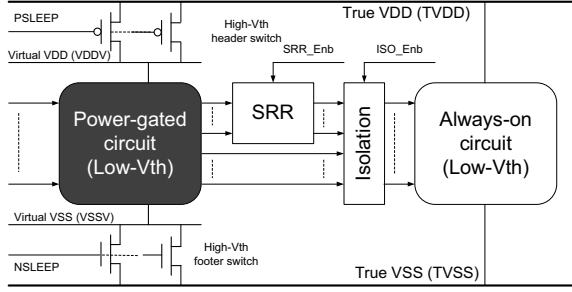 PSLEEP
True VDD (TVDD)
High-Vth
header switch
Virtual VDD (VDDV)
SRR_Enb
ISO_Enb
Power-gated
circuit
(Low-Vth)
SRR
Isolation
Always-on
circuit
(Low-Vth)
Virtual VSS (VSSV)
High-Vth
footer switch
NSLEEP
True VSS (TVSS)